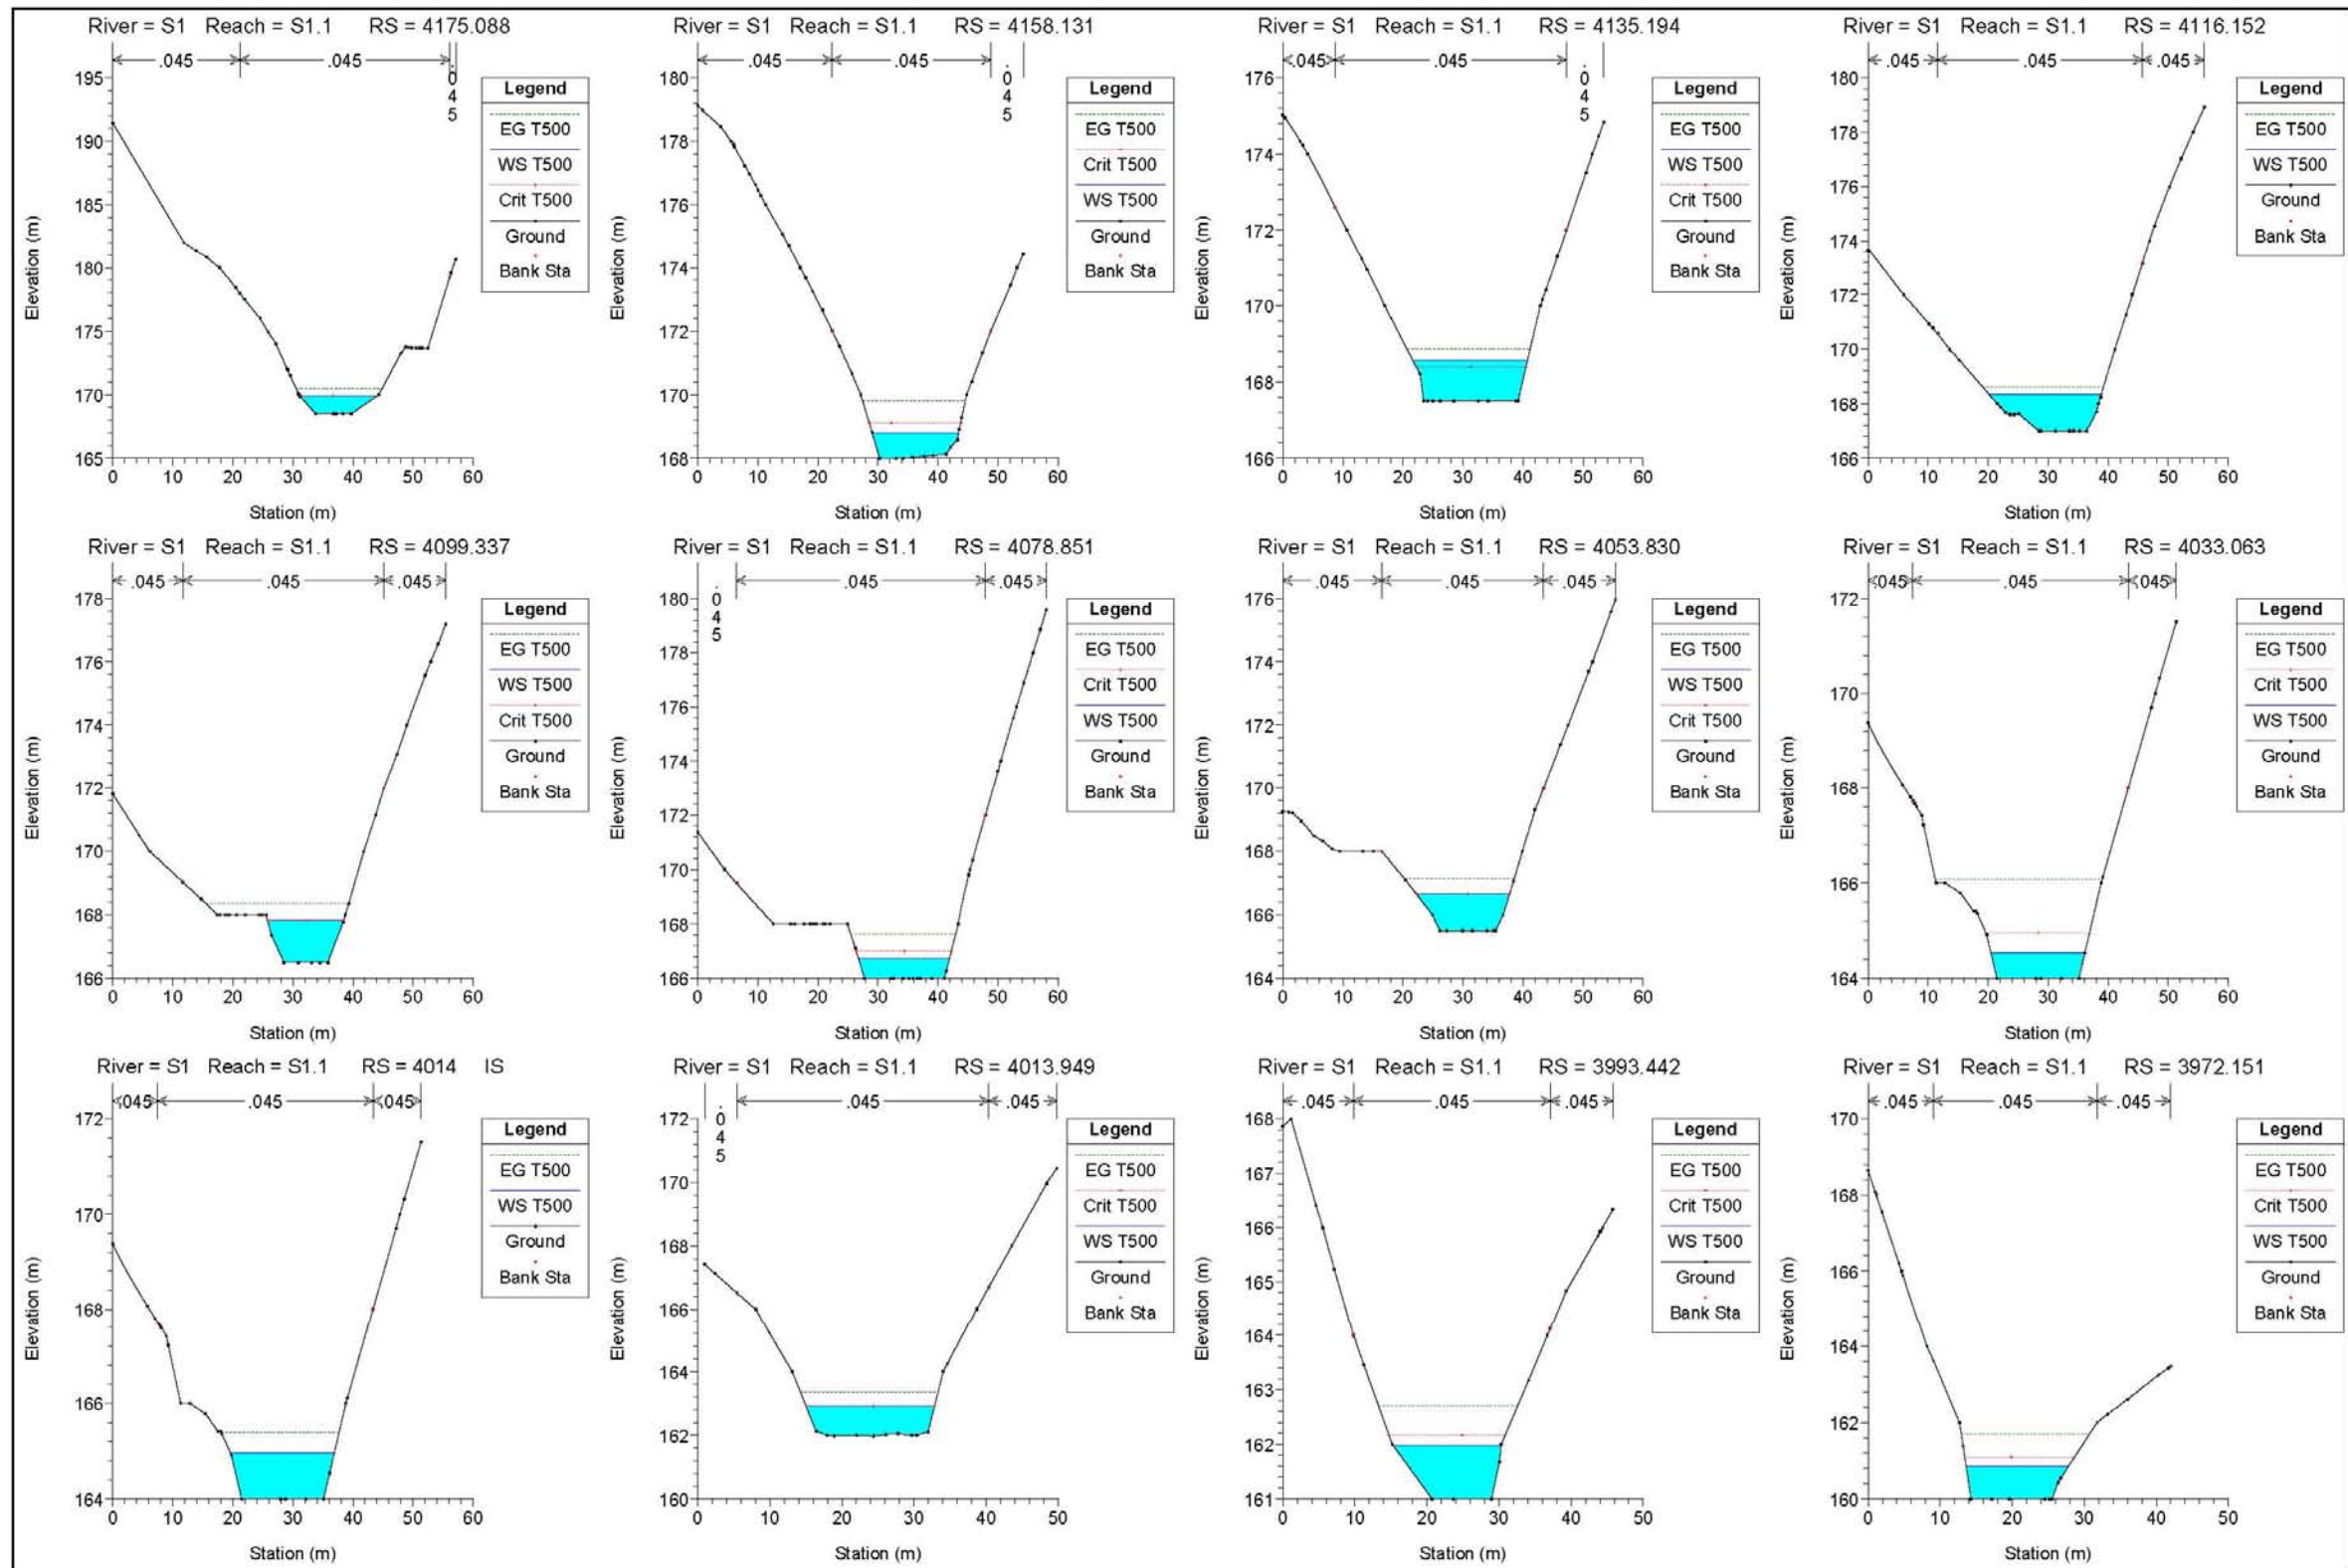 River = S1 Reach = S1.1 RS = 4175.088
.045 .045 .045
195
190
185
180
175
170
165
Elevation (m)
0 10 20 30 40 50 60
Station (m)
Legend
EG T500
WS T500
Crit T500
Ground
Bank Sta
River = S1 Reach = S1.1 RS = 4158.131
.045 .045 .045
180
178
176
174
172
170
168
Elevation (m)
0 10 20 30 40 50 60
Station (m)
Legend
EG T500
Crit T500
WS T500
Ground
Bank Sta
River = S1 Reach = S1.1 RS = 4135.194
.045 .045 .045
176
174
172
170
168
166
Elevation (m)
0 10 20 30 40 50 60
Station (m)
Legend
EG T500
WS T500
Crit T500
Ground
Bank Sta
River = S1 Reach = S1.1 RS = 4116.152
.045 .045 .045
180
178
176
174
172
170
168
166
Elevation (m)
0 10 20 30 40 50 60
Station (m)
Legend
EG T500
WS T500
Ground
Bank Sta
River = S1 Reach = S1.1 RS = 4099.337
.045 .045 .045
178
176
174
172
170
168
166
Elevation (m)
0 10 20 30 40 50 60
Station (m)
Legend
EG T500
WS T500
Crit T500
Ground
Bank Sta
River = S1 Reach = S1.1 RS = 4078.851
.045 .045 .045
180
178
176
174
172
170
168
166
Elevation (m)
0 10 20 30 40 50 60
Station (m)
Legend
EG T500
Crit T500
WS T500
Ground
Bank Sta
River = S1 Reach = S1.1 RS = 4053.830
.045 .045 .045
176
174
172
170
168
166
164
Elevation (m)
0 10 20 30 40 50 60
Station (m)
Legend
EG T500
WS T500
Crit T500
Ground
Bank Sta
River = S1 Reach = S1.1 RS = 4033.063
.045 .045 .045
172
170
168
166
164
Elevation (m)
0 10 20 30 40 50 60
Station (m)
Legend
EG T500
Crit T500
WS T500
Ground
Bank Sta
River = S1 Reach = S1.1 RS = 4014 IS
.045 .045 .045
172
170
168
166
164
Elevation (m)
0 10 20 30 40 50 60
Station (m)
Legend
EG T500
WS T500
Ground
Bank Sta
River = S1 Reach = S1.1 RS = 4013.949
.045 .045 .045
172
170
168
166
164
162
160
Elevation (m)
0 10 20 30 40 50
Station (m)
Legend
EG T500
Crit T500
WS T500
Ground
Bank Sta
River = S1 Reach = S1.1 RS = 3993.442
.045 .045 .045
168
167
166
165
164
163
162
161
Elevation (m)
0 10 20 30 40 50
Station (m)
Legend
EG T500
Crit T500
WS T500
Ground
Bank Sta
River = S1 Reach = S1.1 RS = 3972.151
.045 .045 .045
170
168
166
164
162
160
Elevation (m)
0 10 20 30 40 50
Station (m)
Legend
EG T500
Crit T500
WS T500
Ground
Bank Sta